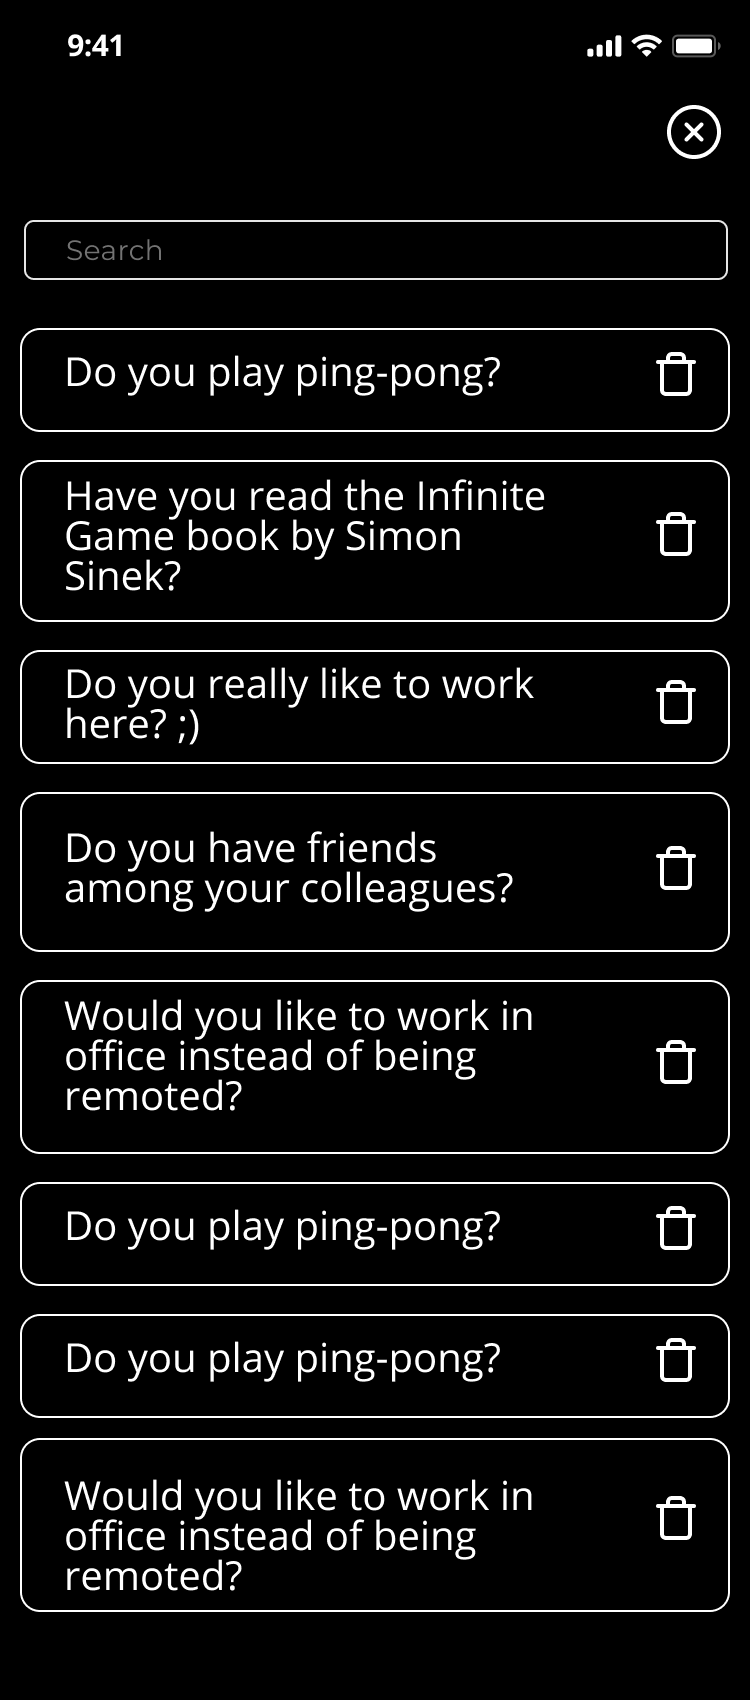 9:41
Search
Do you play ping-pong?
Have you read the Infinite
Game book by Simon
Sinek?
Do you really like to work
here? ;)
Do you have friends
among your colleagues?
Would you like to work in
office instead of being
remoted?
Do you play ping-pong?
Do you play ping-pong?
Would you like to work in
office instead of being
remoted?